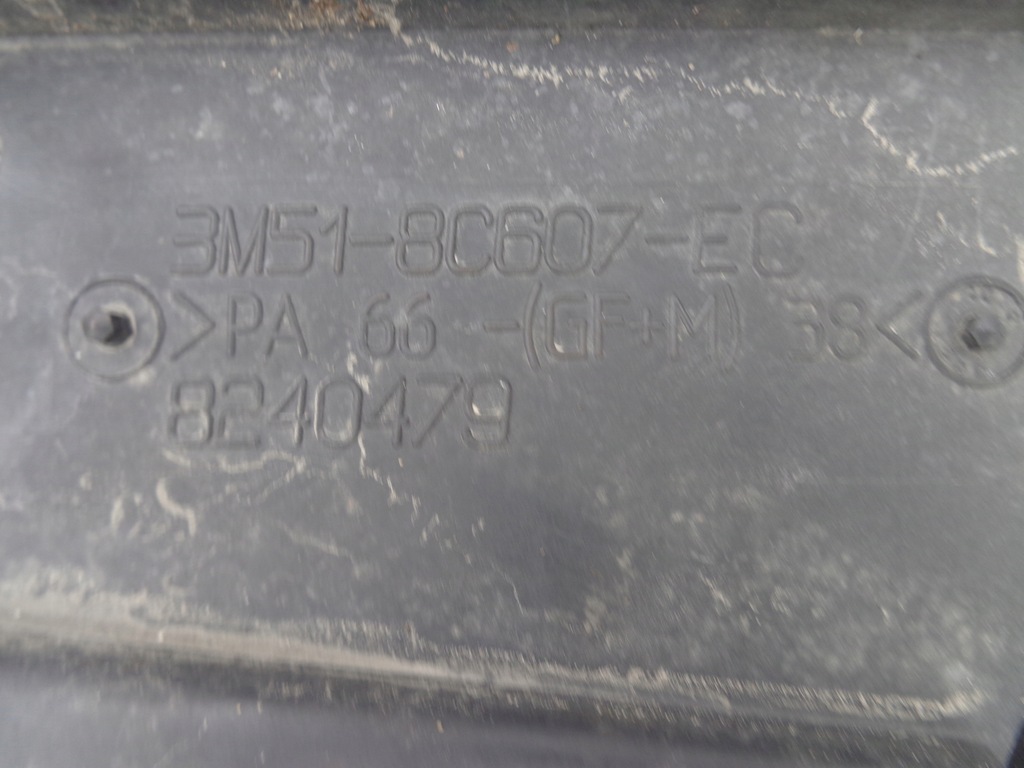 3M51-8C607-EC
>PA 66 -(GF+M) 38<
8240479